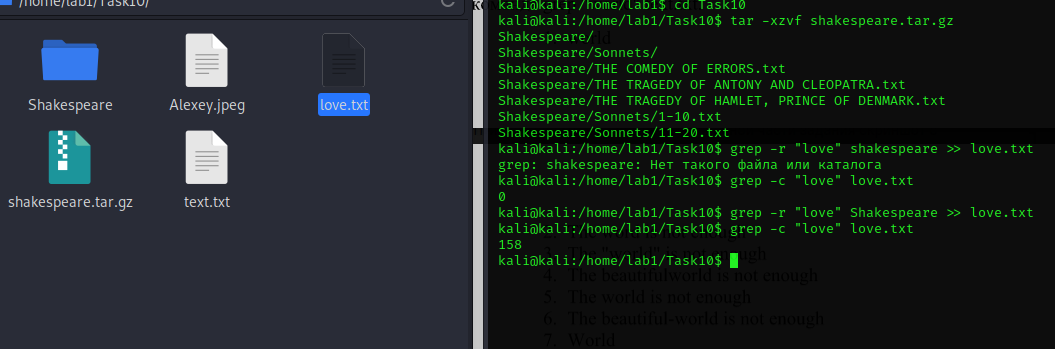 /home/lab1/Task10/
Shakespeare
Alexey.jpeg
love.txt
shakespeare.tar.gz
text.txt
kali@kali:/home/lab1$ cd Task10
kali@kali:/home/lab1/Task10$ tar -xzvf shakespeare.tar.gz
Shakespeare/
Shakespeare/Sonnets/
Shakespeare/THE COMEDY OF ERRORS.txt
Shakespeare/THE TRAGEDY OF ANTONY AND CLEOPATRA.txt
Shakespeare/THE TRAGEDY OF HAMLET, PRINCE OF DENMARK.txt
Shakespeare/Sonnets/1-10.txt
Shakespeare/Sonnets/11-20.txt
kali@kali:/home/lab1/Task10$ grep -r "love" shakespeare >> love.txt
grep: shakespeare: Нет такого файла или каталога
kali@kali:/home/lab1/Task10$ grep -c "love" love.txt
0
kali@kali:/home/lab1/Task10$ grep -r "love" Shakespeare >> love.txt
kali@kali:/home/lab1/Task10$ grep -c "love" love.txt
158
kali@kali:/home/lab1/Task10$
3. The "world" is not enough
4. The beautifulworld is not enough
5. The world is not enough
6. The beautiful-world is not enough
7. World